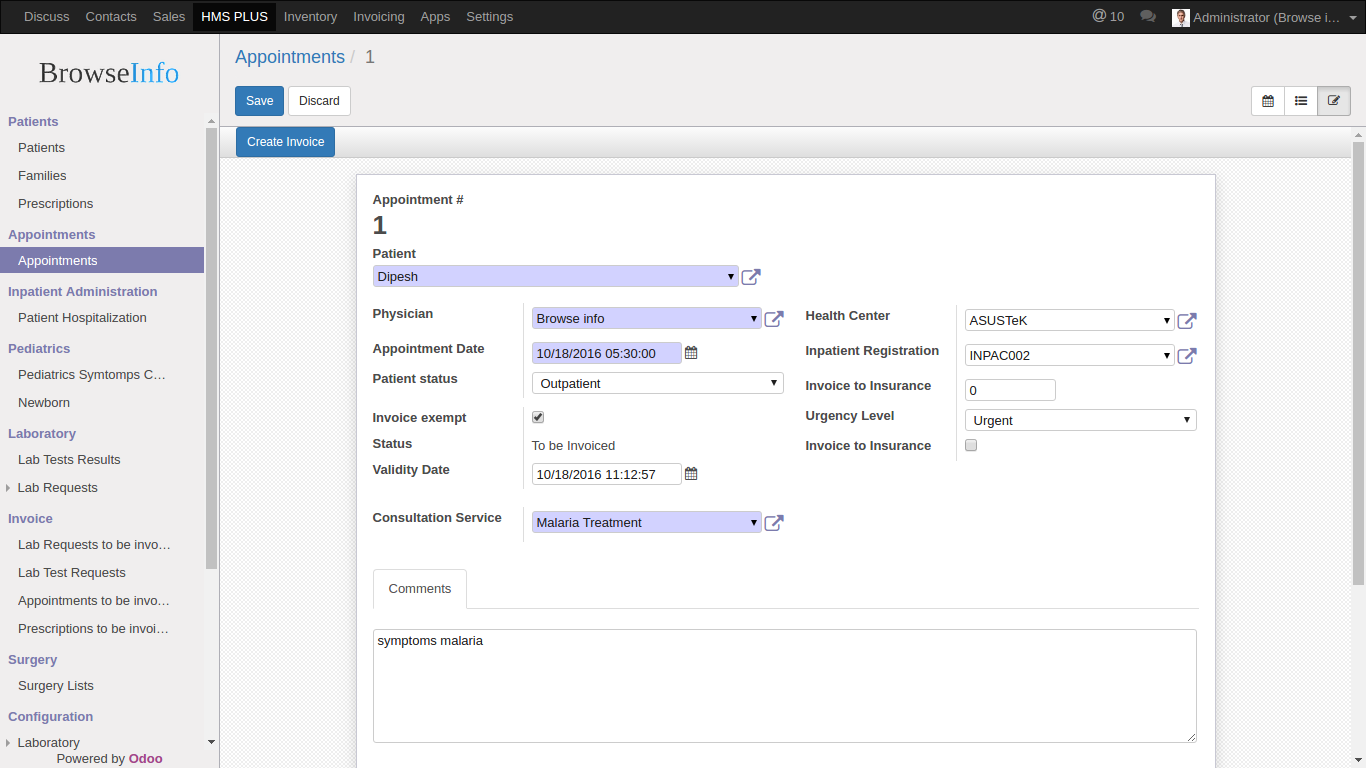 Discuss Contacts Sales HMS PLUS Inventory Invoicing Apps Settings @ 10 Administrator (Browse i…
BrowseInfo
Patients
Patients
Families
Prescriptions
Appointments
Appointments
Inpatient Administration
Patient Hospitalization
Pediatrics
Pediatrics Symtomps C…
Newborn
Laboratory
Lab Tests Results
Lab Requests
Invoice
Lab Requests to be invo…
Lab Test Requests
Appointments to be invo…
Prescriptions to be invoi…
Surgery
Surgery Lists
Configuration
Laboratory
Powered by Odoo
Appointments / 1
Save Discard
Create Invoice
Appointment #
1
Patient
Dipesh
Physician Browse info
Appointment Date 10/18/2016 05:30:00
Patient status Outpatient
Invoice exempt
Status To be Invoiced
Validity Date 10/18/2016 11:12:57
Consultation Service Malaria Treatment
Health Center ASUSTeK
Inpatient Registration INPAC002
Invoice to Insurance 0
Urgency Level Urgent
Invoice to Insurance
Comments
symptoms malaria